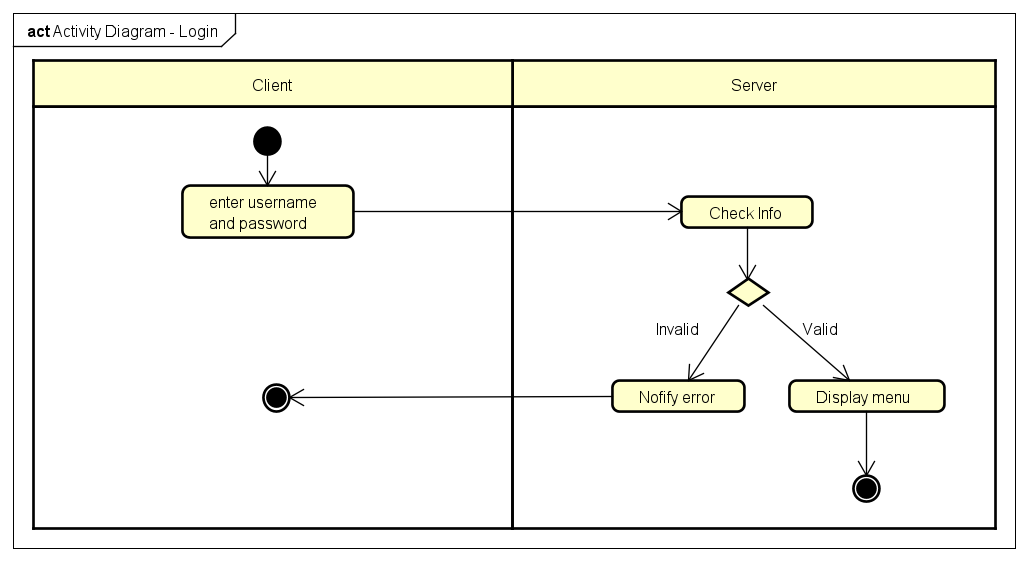 act Activity Diagram - Login
Client
Server
enter username
and password
Check Info
Invalid
Valid
Nofify error
Display menu